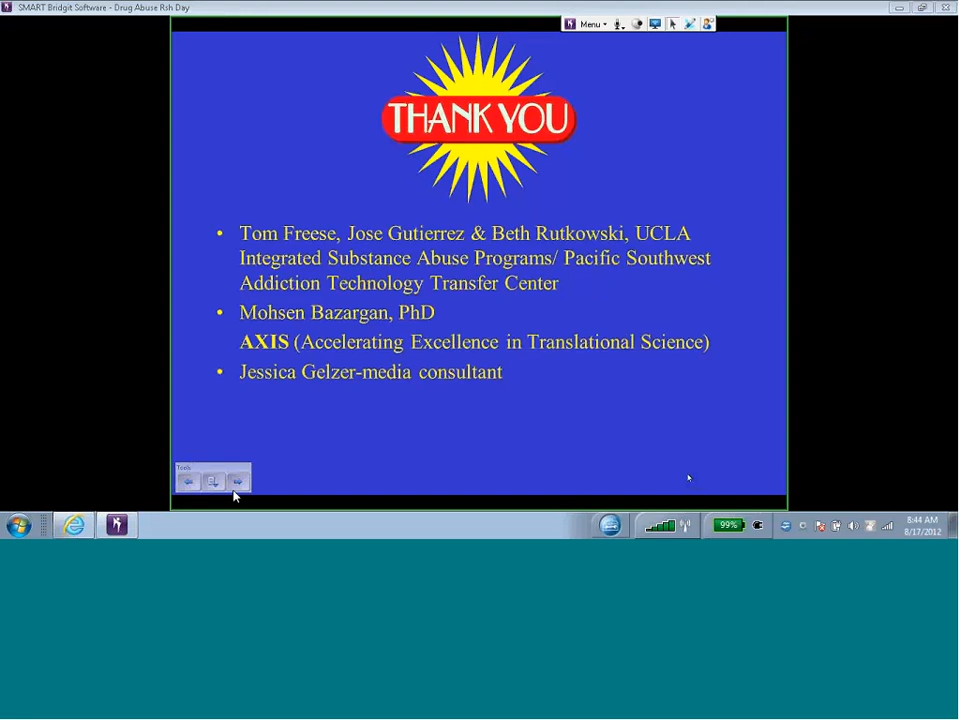 SMART Bridgit Software - Drug Abuse Rsh Day
Menu
THANK YOU
• Tom Freese, Jose Gutierrez & Beth Rutkowski, UCLA
Integrated Substance Abuse Programs/ Pacific Southwest
Addiction Technology Transfer Center
• Mohsen Bazargan, PhD
AXIS (Accelerating Excellence in Translational Science)
• Jessica Gelzer-media consultant
Tools
99%
8:44 AM
8/17/2012